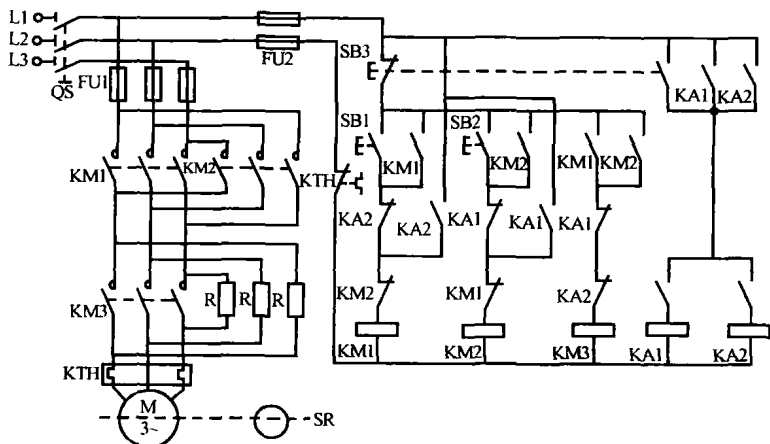 L1
L2
L3
QS
FU1
FU2
SB3
KA1
KA2
SB1
SB2
KM1
KM2
KM1
KM2
KM1
KM2
KTH
KA2
KA2
KA1
KA1
KA1
KM3
R
R
R
KM2
KM1
KA2
KM1
KM2
KM3
KA1
KA2
KTH
M
3~
SR